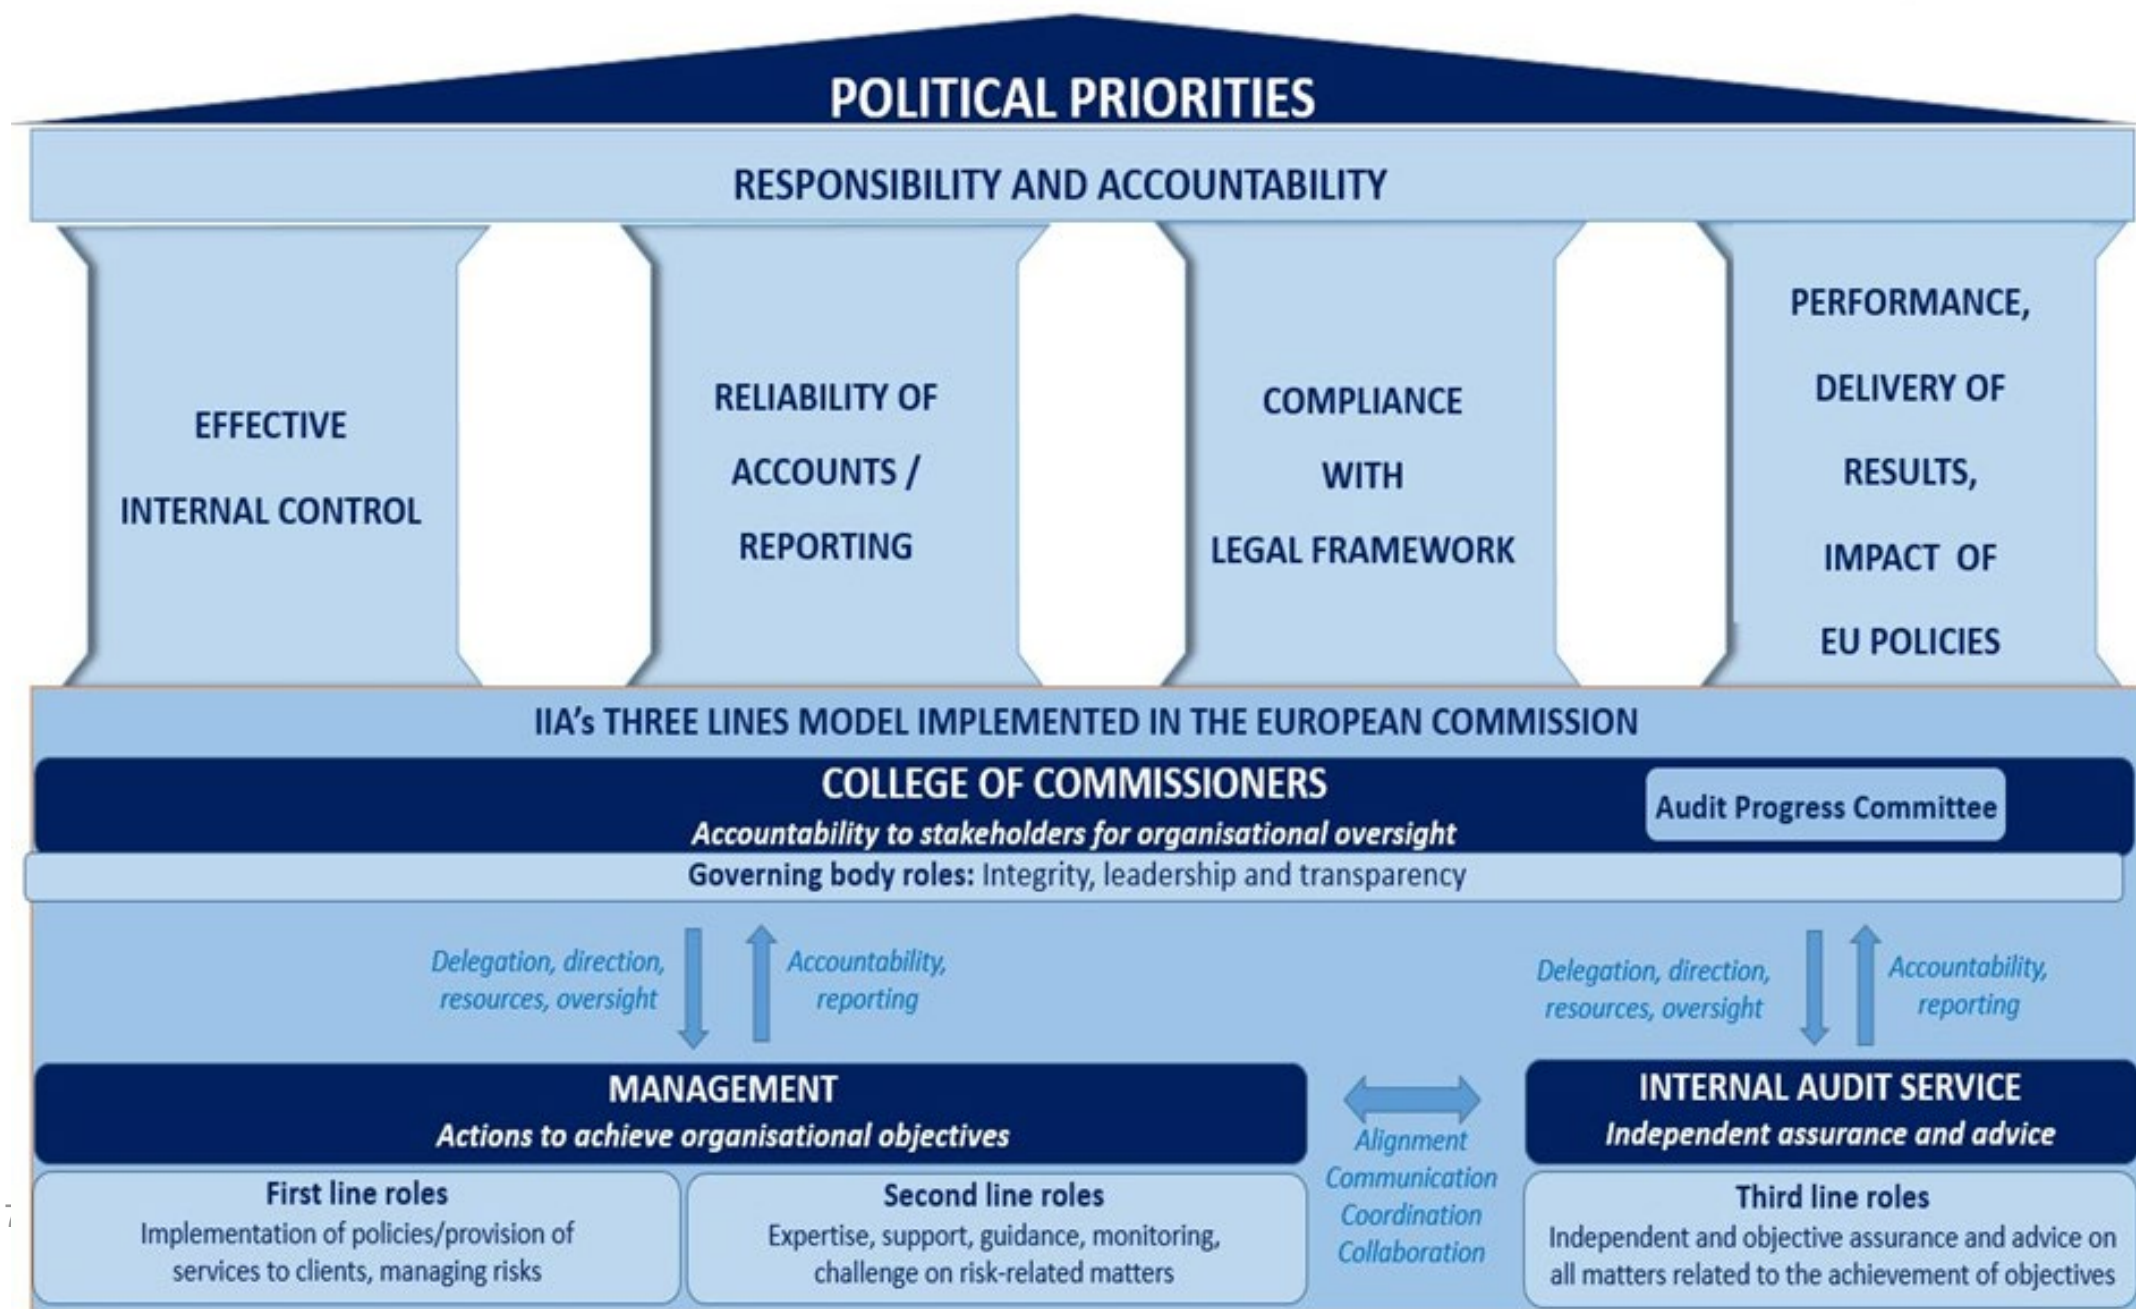 POLITICAL PRIORITIES
RESPONSIBILITY AND ACCOUNTABILITY
EFFECTIVE
INTERNAL CONTROL
RELIABILITY OF
ACCOUNTS /
REPORTING
COMPLIANCE
WITH
LEGAL FRAMEWORK
PERFORMANCE,
DELIVERY OF
RESULTS,
IMPACT OF
EU POLICIES
IIA's THREE LINES MODEL IMPLEMENTED IN THE EUROPEAN COMMISSION
COLLEGE OF COMMISSIONERS
Accountability to stakeholders for organisational oversight
Audit Progress Committee
Governing body roles: Integrity, leadership and transparency
Delegation, direction,
resources, oversight
Accountability,
reporting
Delegation, direction,
resources, oversight
Accountability,
reporting
MANAGEMENT
Actions to achieve organisational objectives
First line roles
Implementation of policies/provision of
services to clients, managing risks
Second line roles
Expertise, support, guidance, monitoring,
challenge on risk-related matters
Alignment
Communication
Coordination
Collaboration
INTERNAL AUDIT SERVICE
Independent assurance and advice
Third line roles
Independent and objective assurance and advice on
all matters related to the achievement of objectives